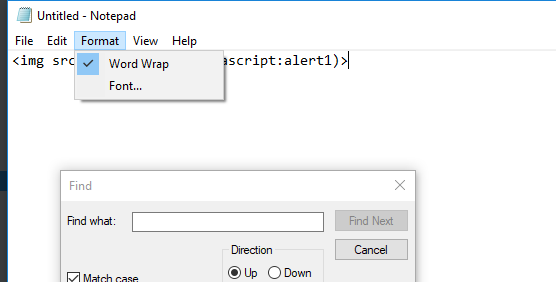 Untitled - Notepad
File Edit Format View Help
<img src ascript:alert1)>
Word Wrap
Font...
Find
Find what:
Find Next
Direction
Cancel
Match case
Up Down